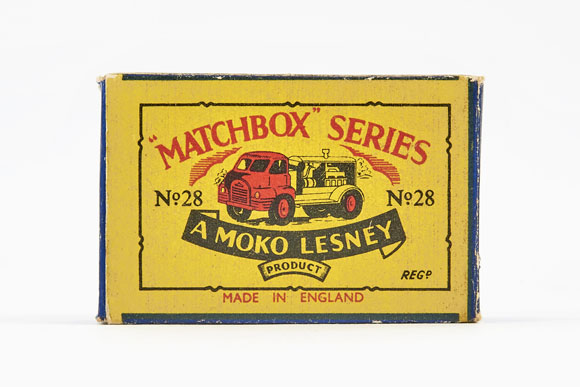 "MATCHBOX" SERIES
Nº28 Nº28
A MOKO LESNEY
PRODUCT
REGD
MADE IN ENGLAND